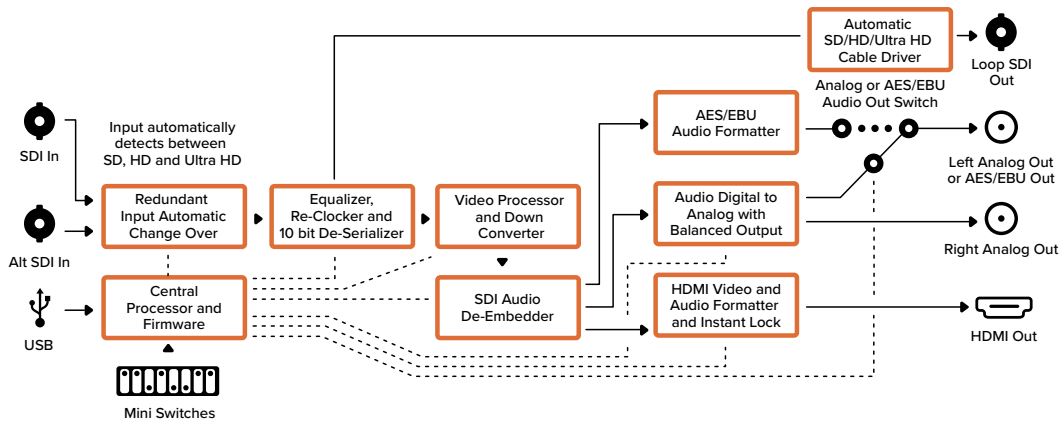 Automatic
SD/HD/Ultra HD
Cable Driver
Loop SDI
Out
Analog or AES/EBU
Audio Out Switch
SDI In
Input automatically
detects between
SD, HD and Ultra HD
AES/EBU
Audio Formatter
Left Analog Out
or AES/EBU Out
Alt SDI In
Redundant
Input Automatic
Change Over
Equalizer,
Re-Clocker and
10 bit De-Serializer
Video Processor
and Down
Converter
Audio Digital to
Analog with
Balanced Output
Right Analog Out
USB
Central
Processor and
Firmware
SDI Audio
De-Embedder
HDMI Video and
Audio Formatter
and Instant Lock
HDMI Out
Mini Switches